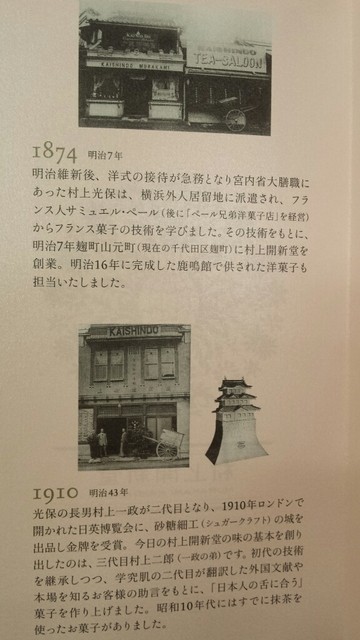 KAISHINDO MURAKAMI
KAISHINDO
TEA-SALOON
1874 明治7年
明治維新後、洋式の接待が急務となり宮内省大膳職に
あった村上光保は、横浜外人居留地に派遣され、フラ
ンス人サミュエル・ペール(後に「ペール兄弟洋菓子店」を経営)
からフランス菓子の技術を学びました。その技術をもとに、
明治7年麹町山元町(現在の千代田区麹町)に村上開新堂を
創業。明治16年に完成した鹿鳴館で供された洋菓子も
担当いたしました。
KAISHINDO
1910 明治43年
光保の長男村上一政が二代目となり、1910年ロンドンで
開かれた日英博覧会に、砂糖細工(シュガークラフト)の城を
出品し金牌を受賞。今日の村上開新堂の味の基本を創り
出したのは、三代目村上二郎(一政の弟)です。初代の技術
を継承しつつ、学究肌の二代目が翻訳した外国文献や
本場を知るお客様の助言をもとに、「日本人の舌に合う」
菓子を作り上げました。昭和10年代にはすでに抹茶を
使ったお菓子がありました。